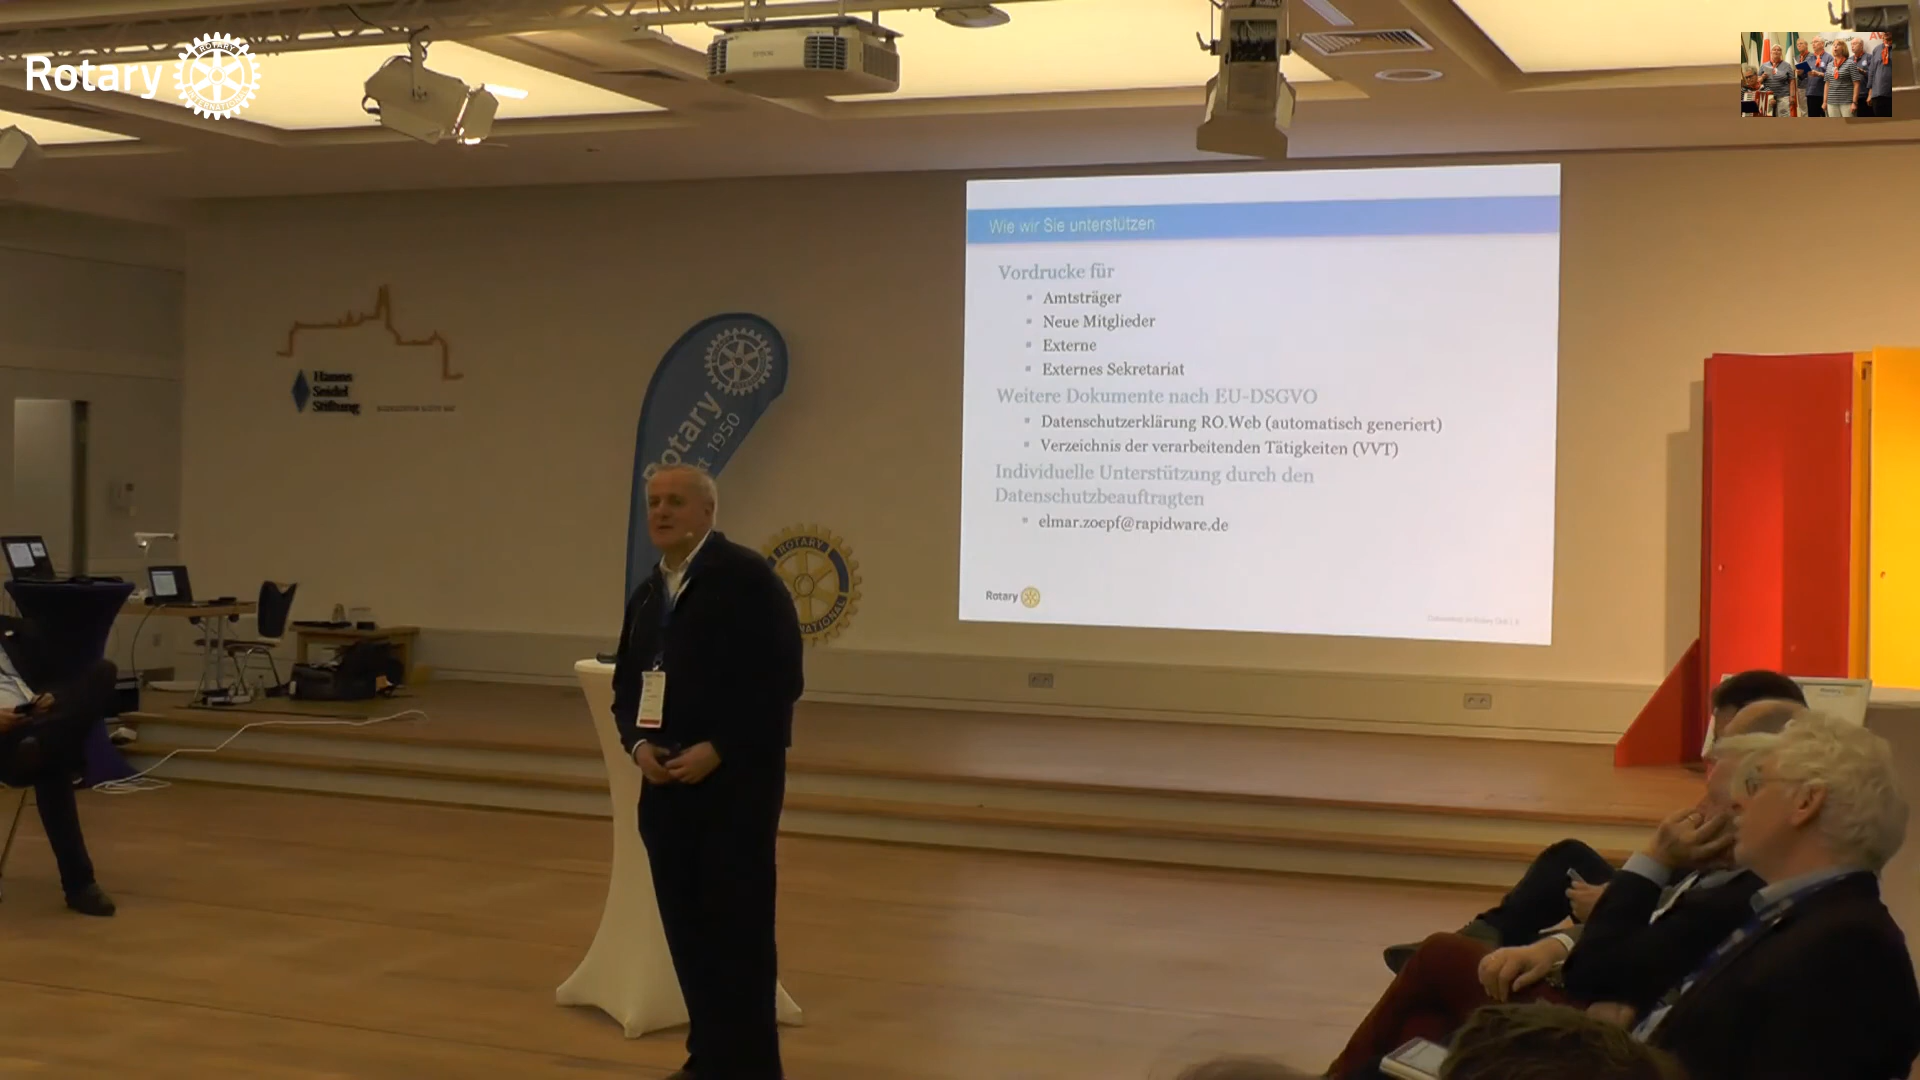 Rotary
ROTARY
INTERNATIONAL
EPSON
Wie wir Sie unterstützen
Vordrucke für
Amtsträger
Neue Mitglieder
Externe
Externes Sekretariat
Weitere Dokumente nach EU-DSGVO
Datenschutzerklärung RO.Web (automatisch generiert)
Verzeichnis der verarbeitenden Tätigkeiten (VVT)
Individuelle Unterstützung durch den
Datenschutzbeauftragten
elmar.zoepf@rapidware.de
Rotary
Hanns
Seidel
Stiftung
Rotary
1950
ROTARY